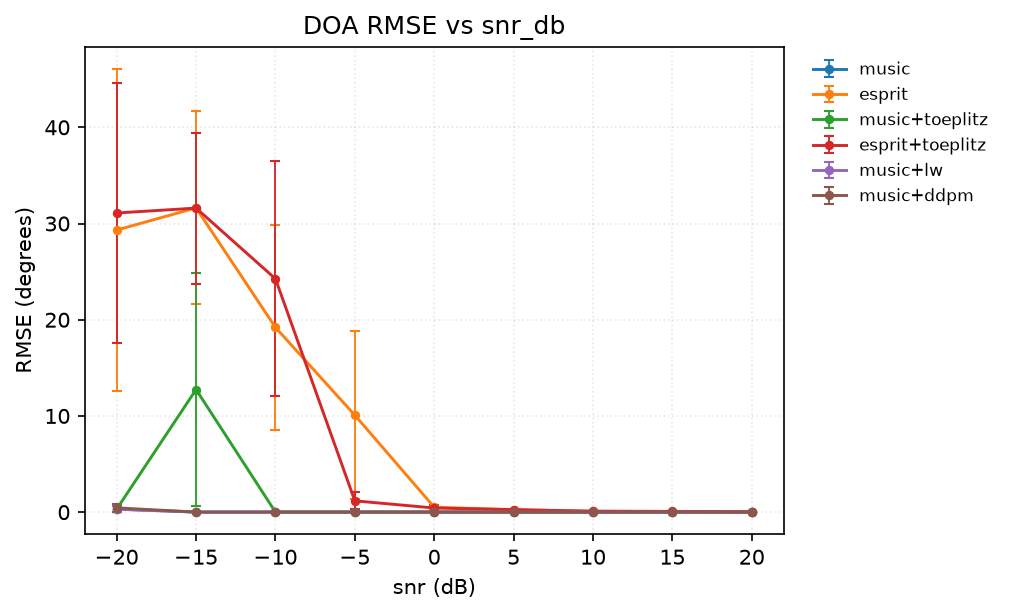 DOA RMSE vs snr_db
music
esprit
music+toeplitz
esprit+toeplitz
music+lw
music+ddpm
RMSE (degrees)
40
30
20
10
0
−20 −15 −10 −5 0 5 10 15 20
snr (dB)